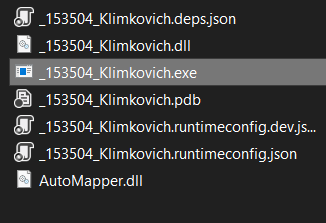 _153504_Klimkovich.deps.json
_153504_Klimkovich.dll
_153504_Klimkovich.exe
_153504_Klimkovich.pdb
_153504_Klimkovich.runtimeconfig.dev.js...
_153504_Klimkovich.runtimeconfig.json
AutoMapper.dll